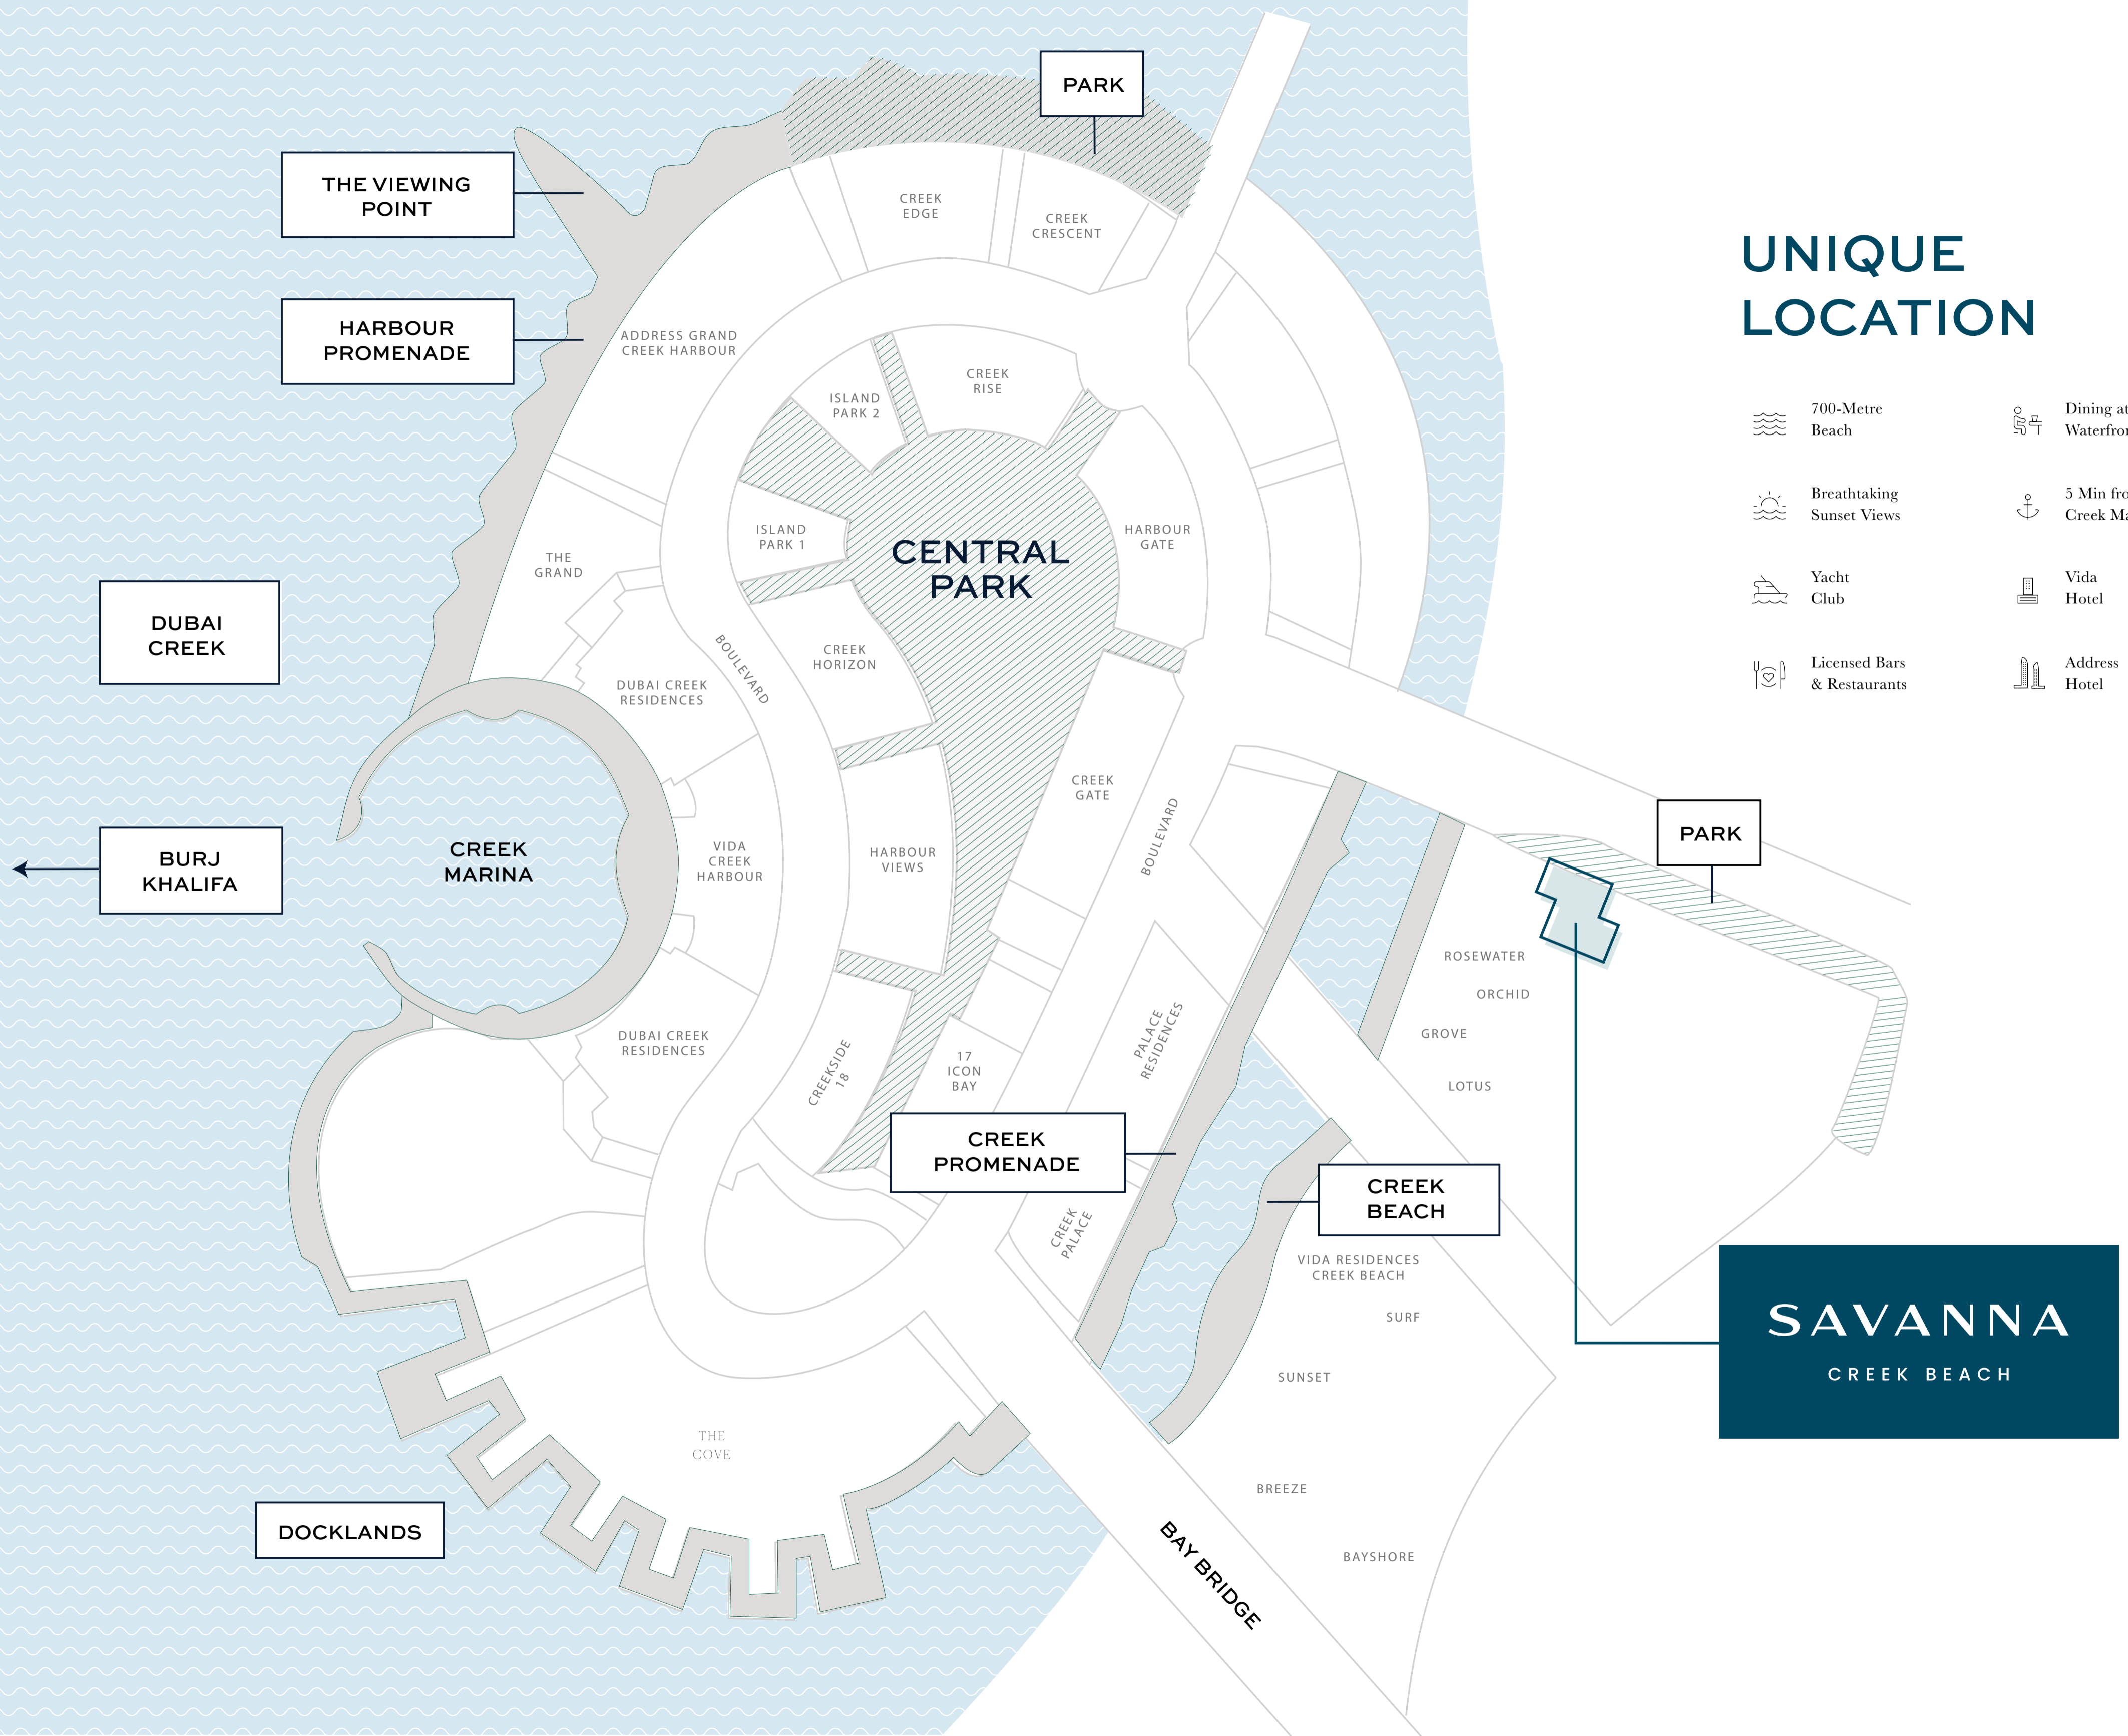 PARK
THE VIEWING
POINT
HARBOUR
PROMENADE
DUBAI
CREEK
BURJ
KHALIFA
CREEK
MARINA
DOCKLANDS
CREEK
EDGE
CREEK
CRESCENT
ADDRESS GRAND
CREEK HARBOUR
ISLAND
PARK 2
CREEK
RISE
ISLAND
PARK 1
CENTRAL
PARK
HARBOUR
GATE
THE
GRAND
BOULEVARD
CREEK
HORIZON
DUBAI CREEK
RESIDENCES
CREEK
GATE
BOULEVARD
VIDA
CREEK
HARBOUR
HARBOUR
VIEWS
DUBAI CREEK
RESIDENCES
CREEKSIDE
18
17
ICON
BAY
PALACE
RESIDENCES
CREEK
PROMENADE
CREEK
PALACE
CREEK
BEACH
VIDA RESIDENCES
CREEK BEACH
SURF
SUNSET
BREEZE
BAYSHORE
BAY BRIDGE
THE
COVE
PARK
ROSEWATER
ORCHID
GROVE
LOTUS
SAVANNA
CREEK BEACH
UNIQUE
LOCATION
700-Metre
Beach
Breathtaking
Sunset Views
Yacht
Club
Licensed Bars
& Restaurants
Dining at
5 Min
Creek
Vida
Hotel
Address
Hotel